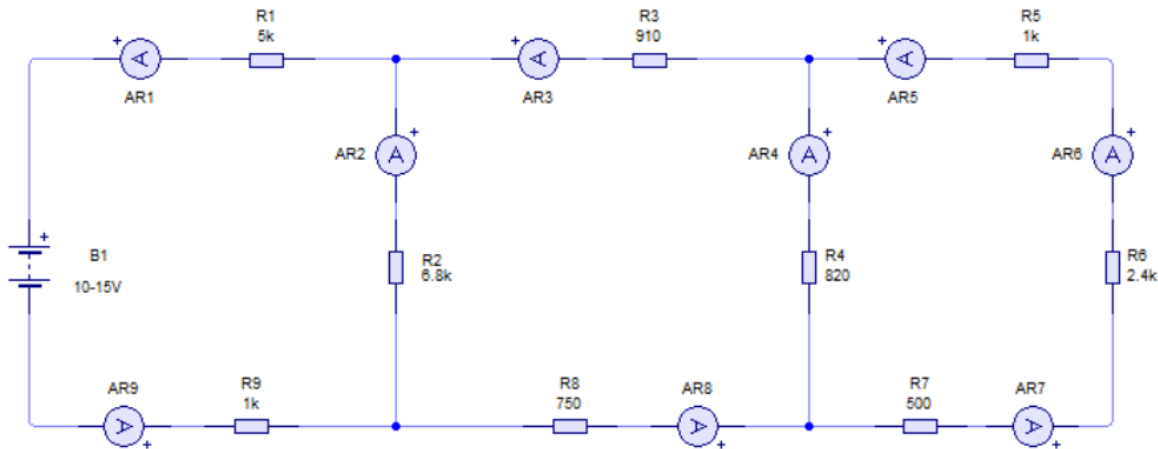 R1
5k
R3
910
R5
1k
+
A
AR1
+
A
AR3
+
A
AR5
AR2
A
+
AR4
A
+
AR6
A
+
+
B1
10-15V
R2
6.8k
R4
820
R6
2.4k
AR9
A
+
R9
1k
R8
750
AR8
A
+
R7
500
AR7
A
+